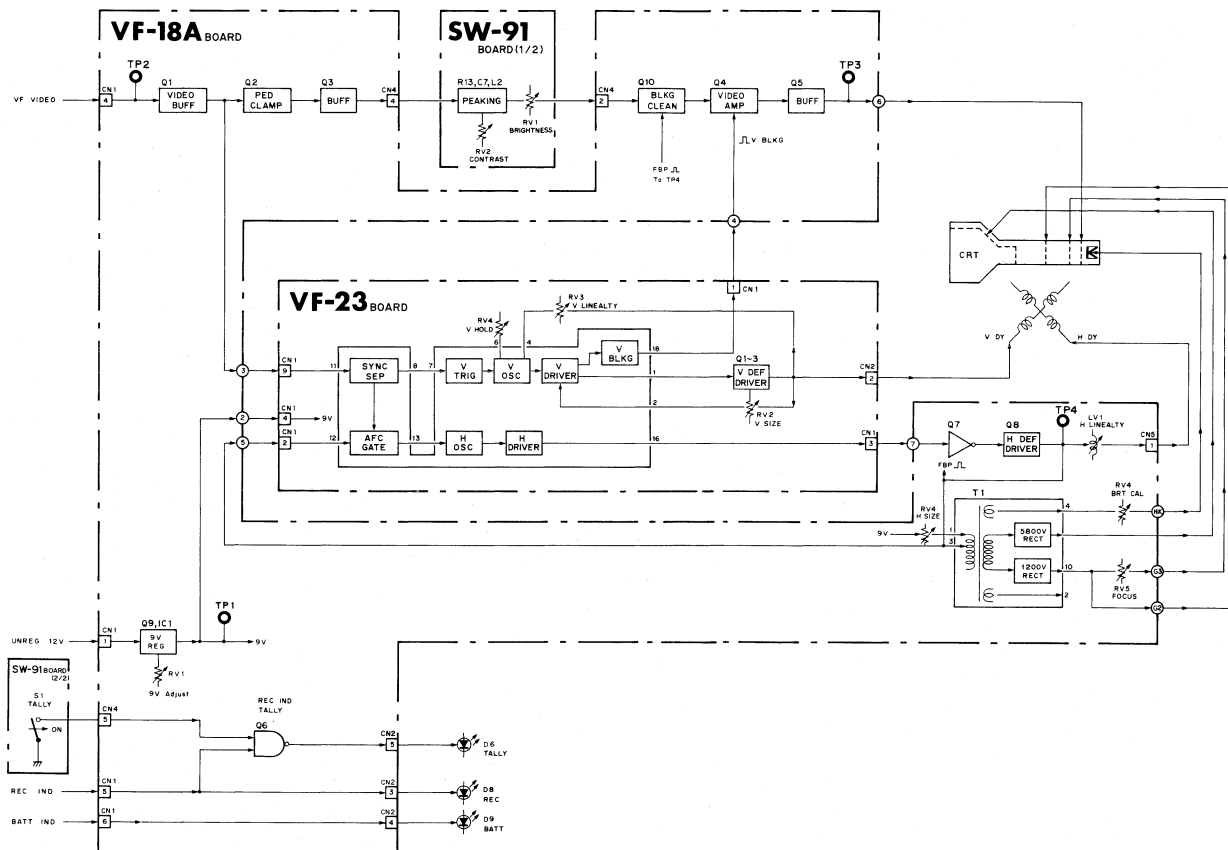 VF-18A BOARD
SW-91
BOARD(1/2)
TP2
TP3
VF VIDEO
CN1
4
Q1
VIDEO
BUFF
Q2
PED
CLAMP
Q3
BUFF
CN4
4
R13,C7,L2
PEAKING
RV1
BRIGHTNESS
RV2
CONTRAST
CN4
2
Q10
BLKG
CLEAN
Q4
VIDEO
AMP
Q5
BUFF
6
V BLKG
FBP
To TP4
4
CN1
1
CRT
V DY
H DY
VF-23 BOARD
RV3
V LINEALTY
RV4
V HOLD
6
4
V
BLKG
18
3
CN1
9
11
SYNC
SEP
8
7
V
TRIG
V
OSC
V
DRIVER
1
Q1~3
V DEF
DRIVER
CN2
2
2
RV2
V SIZE
2
CN1
4
9V
5
CN1
2
12
AFC
GATE
13
H
OSC
H
DRIVER
16
CN1
3
7
Q7
Q8
H DEF
DRIVER
TP4
LV1
H LINEALTY
CN5
1
FBP
RV4
H SIZE
9V
1
3
T1
4
5800V
RECT
1200V
RECT
10
2
RV4
BRT CAL
HK
RV5
FOCUS
G3
G2
UNREG 12V
CN1
1
Q9,IC1
9V
REG
TP1
9V
RV1
9V Adjust
SW-91 BOARD
(2/2)
S1
TALLY
ON
CN4
5
REC IND
TALLY
Q6
CN2
5
D6
TALLY
REC IND
CN1
5
CN2
3
D8
REC
BATT IND
CN1
6
CN2
4
D9
BATT